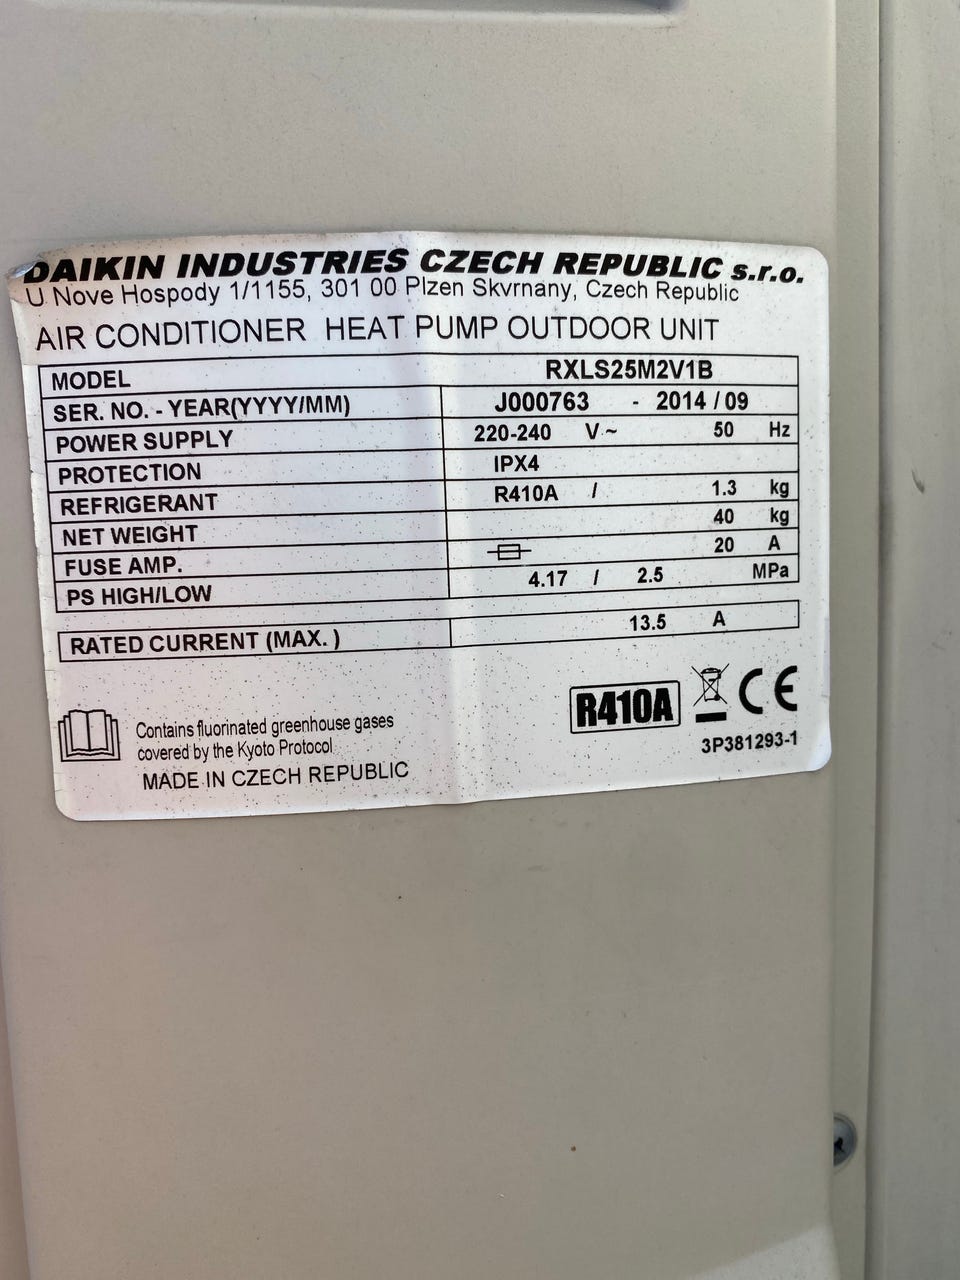 DAIKIN INDUSTRIES CZECH REPUBLIC s.r.o.
U Nove Hospody 1/1155, 301 00 Plzen Skvrnany, Czech Republic
AIR CONDITIONER HEAT PUMP OUTDOOR UNIT
MODEL RXLS25M2V1B
SER. NO. - YEAR(YYYY/MM) J000763 - 2014 / 09
POWER SUPPLY 220-240 V ~ 50 Hz
PROTECTION IPX4
REFRIGERANT R410A / 1.3 kg
NET WEIGHT 40 kg
FUSE AMP. 20 A
PS HIGH/LOW 4.17 / 2.5 MPa
RATED CURRENT (MAX. ) 13.5 A
Contains fluorinated greenhouse gases
covered by the Kyoto Protocol
MADE IN CZECH REPUBLIC
R410A CE
3P381293-1